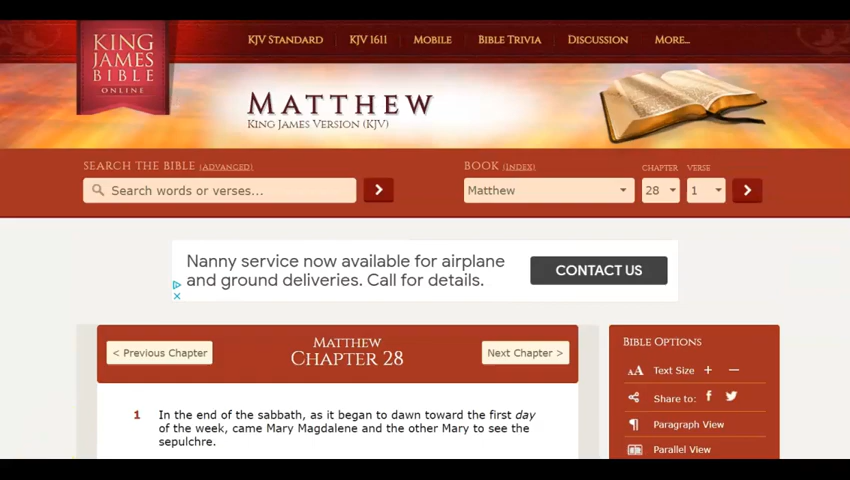 KING
JAMES
BIBLE
ONLINE
KJV STANDARD KJV 1611 MOBILE BIBLE TRIVIA DISCUSSION MORE...
MATTHEW
KING JAMES VERSION (KJV)
SEARCH THE BIBLE (ADVANCED) BOOK (INDEX) CHAPTER VERSE
Search words or verses... > Matthew 28 1 >
Nanny service now available for airplane
and ground deliveries. Call for details.
CONTACT US
MATTHEW
< Previous Chapter CHAPTER 28 Next Chapter >
1 In the end of the sabbath, as it began to dawn toward the first day
of the week, came Mary Magdalene and the other Mary to see the
sepulchre.
BIBLE OPTIONS
AA Text Size + −
Share to: f
¶ Paragraph View
Parallel View